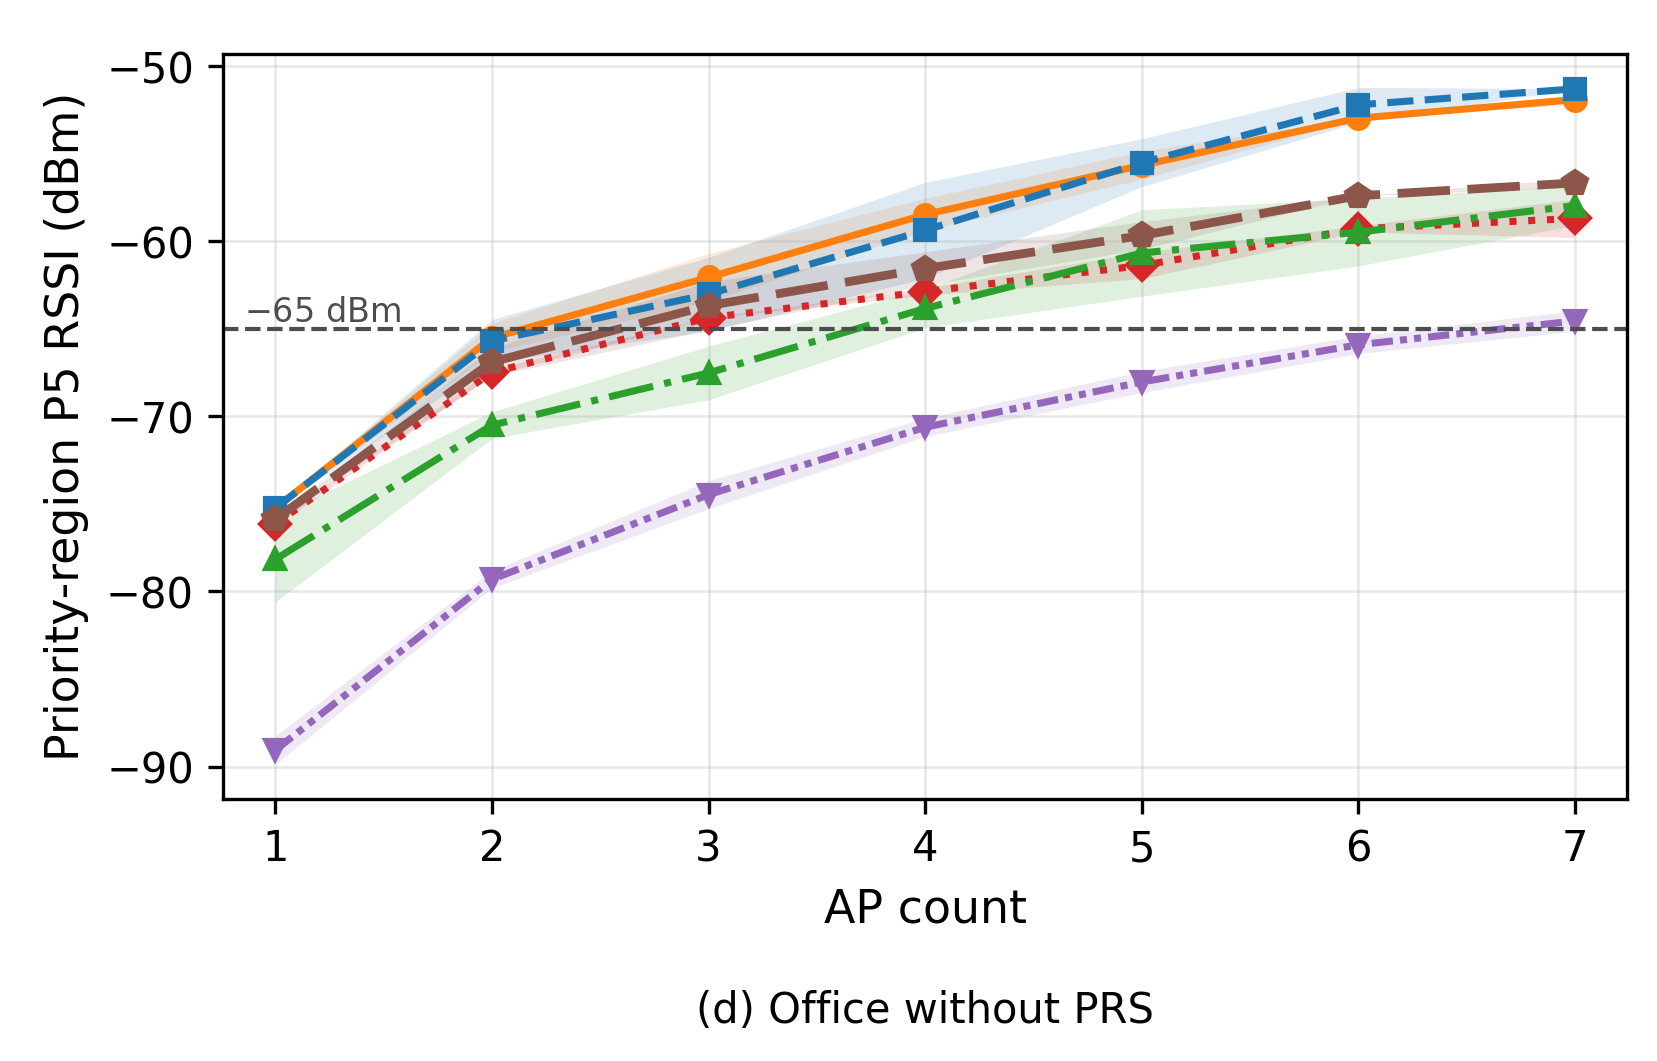 Priority-region P5 RSSI (dBm)
−50
−60
−65 dBm
−70
−80
−90
1 2 3 4 5 6 7
AP count
(d) Office without PRS